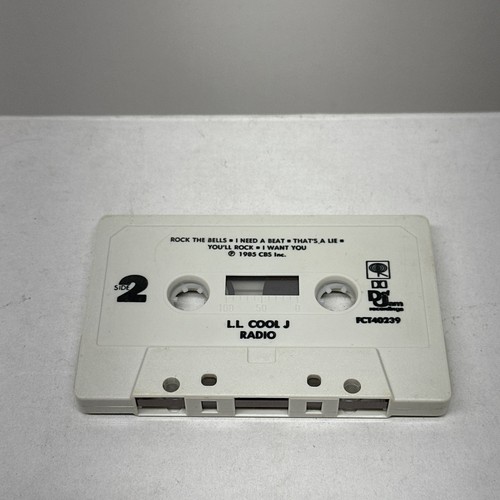 ROCK THE BELLS • I NEED A BEAT • THAT'S A LIE •
YOU'LL ROCK • I WANT YOU
℗ 1985 CBS Inc.
SIDE 2
Def Jam
recordings
L.L. COOL J
RADIO
FCT40239